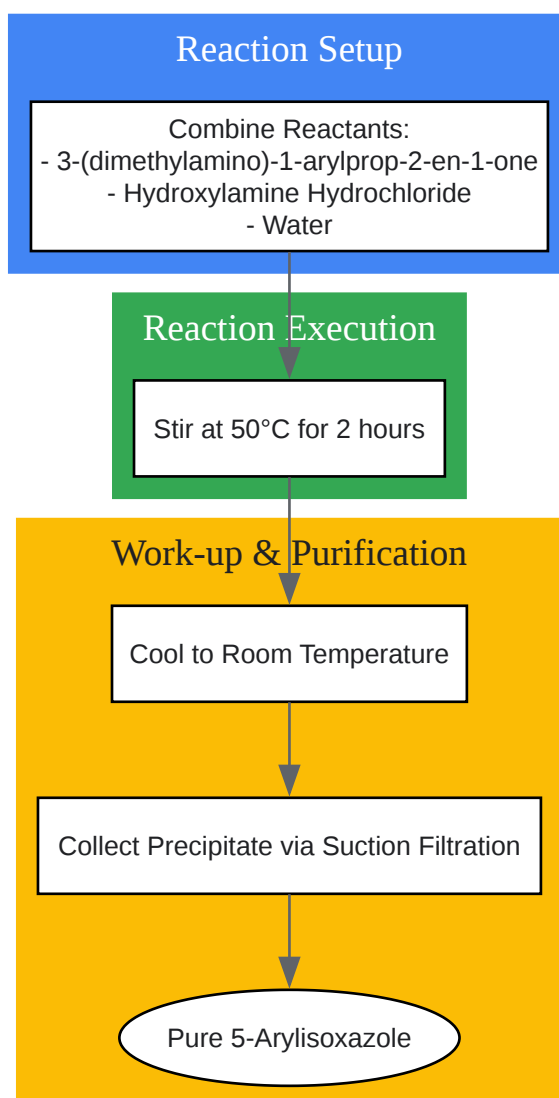 Reaction Setup
Combine Reactants:
- 3-(dimethylamino)-1-arylprop-2-en-1-one
- Hydroxylamine Hydrochloride
- Water
Reaction Execution
Stir at 50°C for 2 hours
Work-up & Purification
Cool to Room Temperature
Collect Precipitate via Suction Filtration
Pure 5-Arylisoxazole